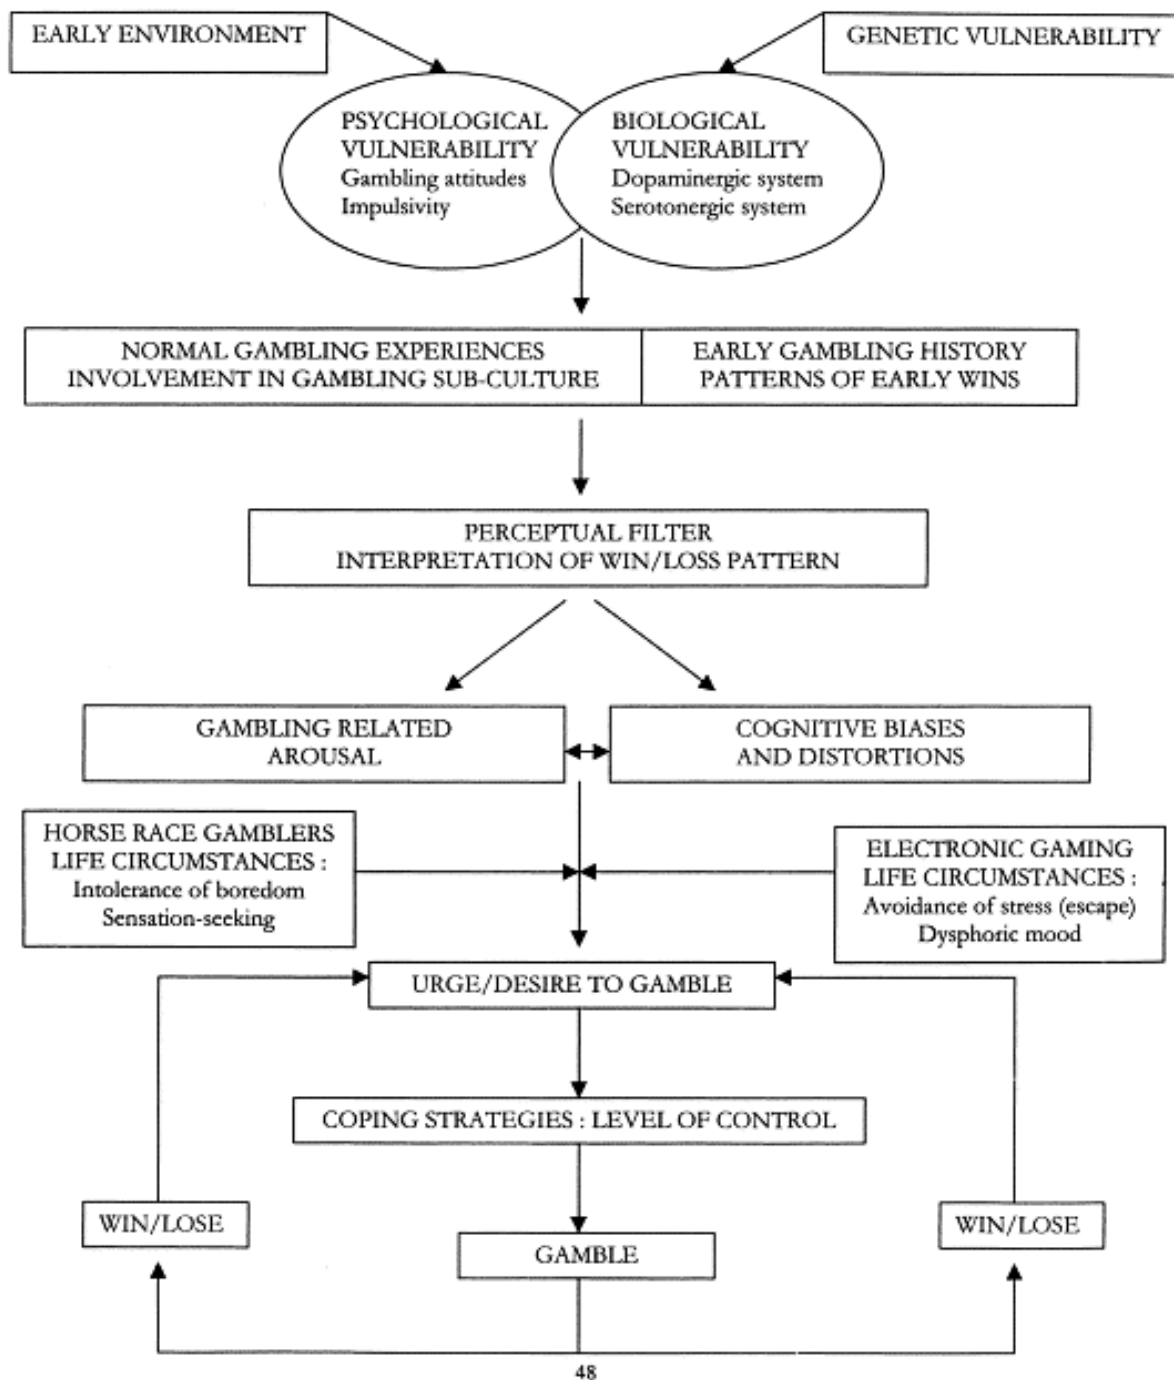 EARLY ENVIRONMENT
GENETIC VULNERABILITY
PSYCHOLOGICAL
VULNERABILITY
Gambling attitudes
Impulsivity
BIOLOGICAL
VULNERABILITY
Dopaminergic system
Serotonergic system
NORMAL GAMBLING EXPERIENCES
INVOLVEMENT IN GAMBLING SUB-CULTURE
EARLY GAMBLING HISTORY
PATTERNS OF EARLY WINS
PERCEPTUAL FILTER
INTERPRETATION OF WIN/LOSS PATTERN
GAMBLING RELATED
AROUSAL
COGNITIVE BIASES
AND DISTORTIONS
HORSE RACE GAMBLERS
LIFE CIRCUMSTANCES :
Intolerance of boredom
Sensation-seeking
ELECTRONIC GAMING
LIFE CIRCUMSTANCES :
Avoidance of stress (escape)
Dysphoric mood
URGE/DESIRE TO GAMBLE
COPING STRATEGIES : LEVEL OF CONTROL
WIN/LOSE
GAMBLE
WIN/LOSE
48